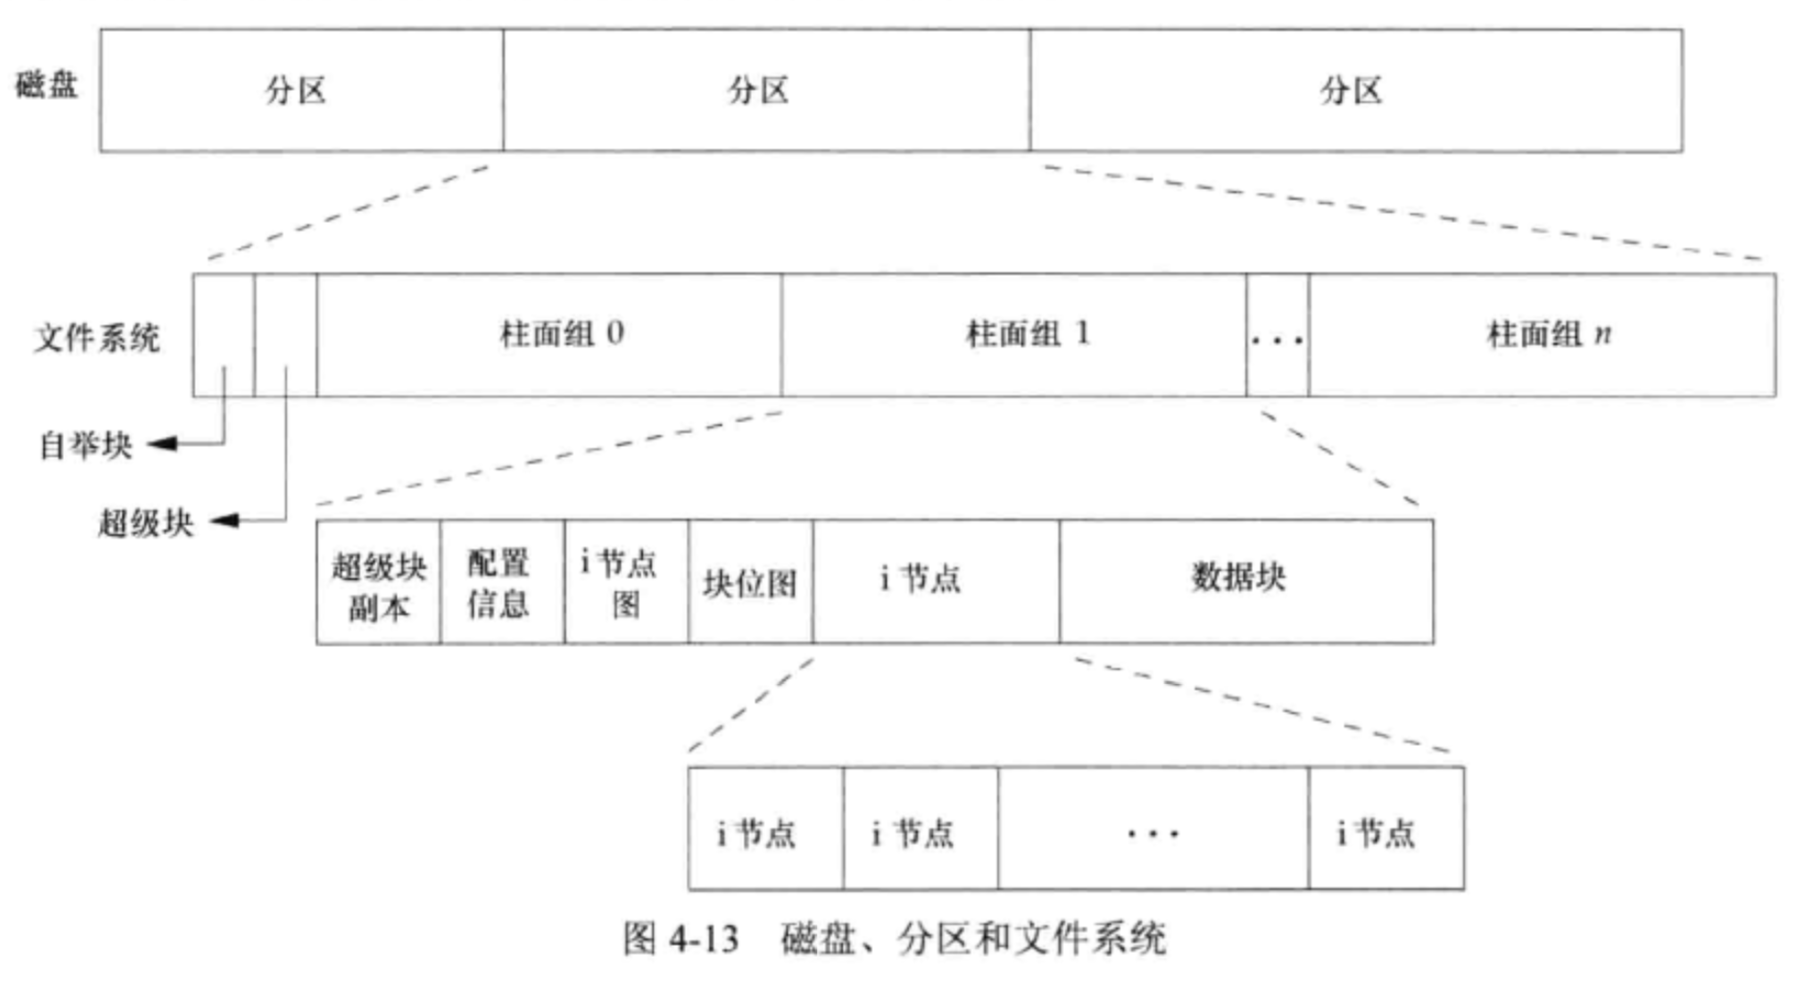 磁盘
分区
分区
分区
文件系统
柱面组 0
柱面组 1
···
柱面组 n
自举块
超级块
超级块
副本
配置
信息
i节点
图
块位图
i 节点
数据块
i 节点
i 节点
···
i 节点
图 4-13 磁盘、分区和文件系统